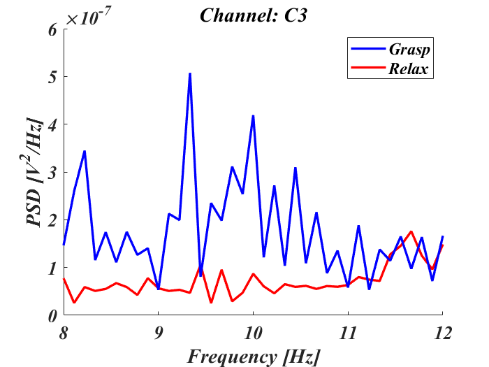 Channel: C3
×10^-7
Grasp
Relax
6
5
4
3
2
1
0
PSD [V^2/Hz]
8 9 10 11 12
Frequency [Hz]